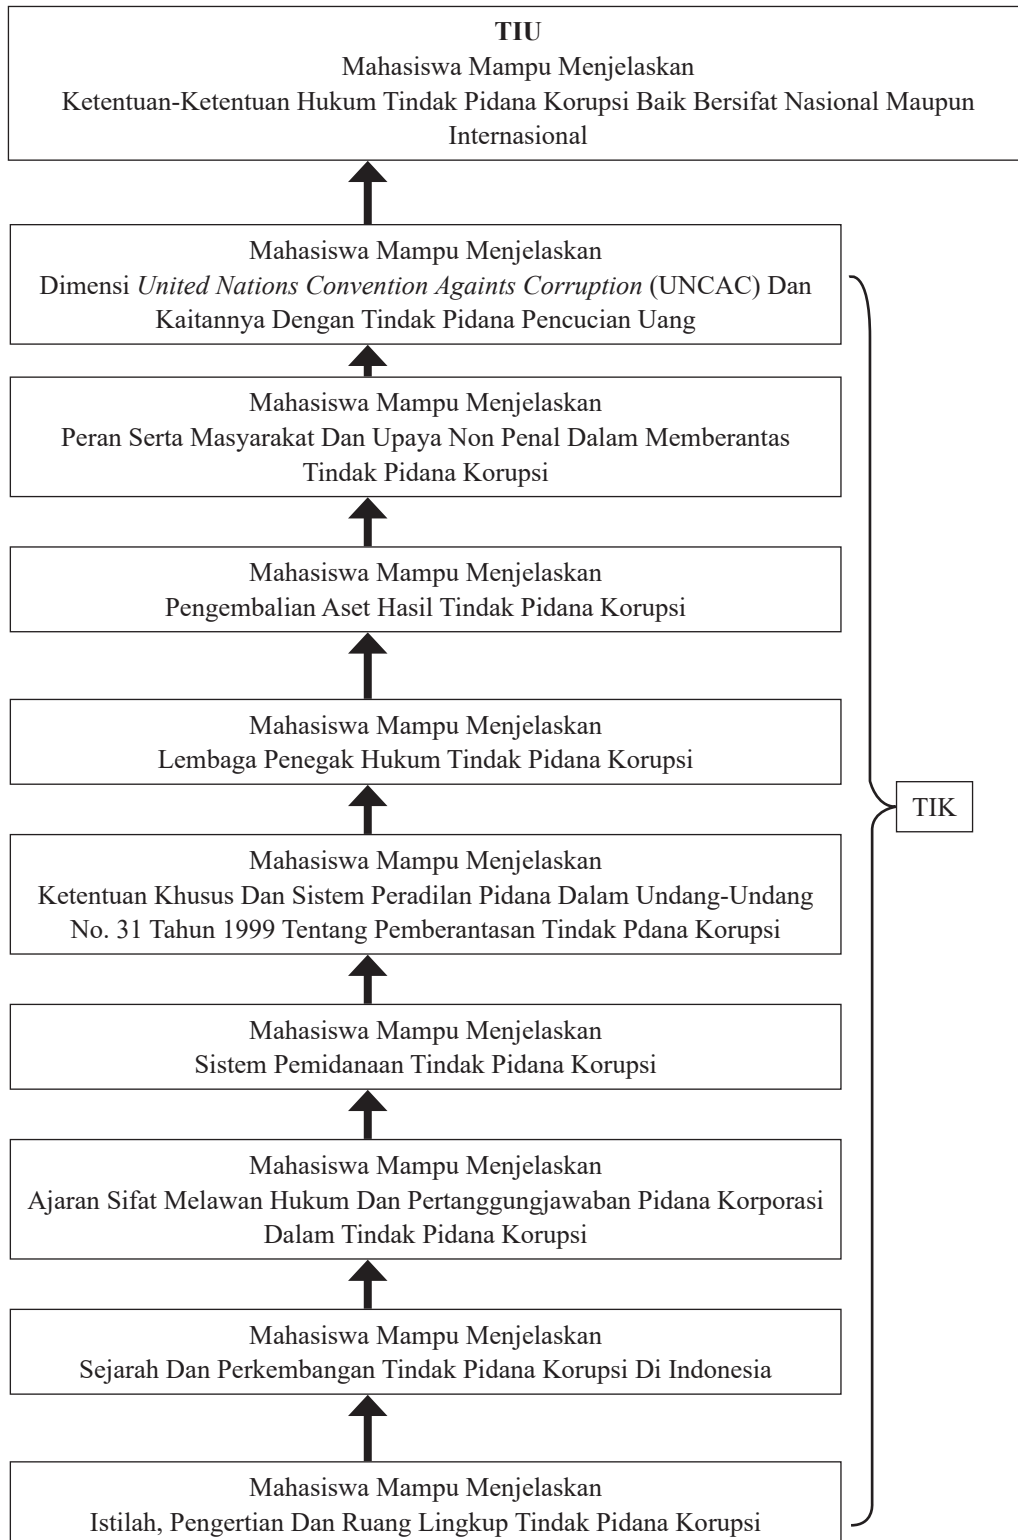 TIU
Mahasiswa Mampu Menjelaskan
Ketentuan-Ketentuan Hukum Tindak Pidana Korupsi Baik Bersifat Nasional Maupun
Internasional
Mahasiswa Mampu Menjelaskan
Dimensi United Nations Convention Againts Corruption (UNCAC) Dan
Kaitannya Dengan Tindak Pidana Pencucian Uang
Mahasiswa Mampu Menjelaskan
Peran Serta Masyarakat Dan Upaya Non Penal Dalam Memberantas
Tindak Pidana Korupsi
Mahasiswa Mampu Menjelaskan
Pengembalian Aset Hasil Tindak Pidana Korupsi
Mahasiswa Mampu Menjelaskan
Lembaga Penegak Hukum Tindak Pidana Korupsi
TIK
Mahasiswa Mampu Menjelaskan
Ketentuan Khusus Dan Sistem Peradilan Pidana Dalam Undang-Undang
No. 31 Tahun 1999 Tentang Pemberantasan Tindak Pdana Korupsi
Mahasiswa Mampu Menjelaskan
Sistem Pemidanaan Tindak Pidana Korupsi
Mahasiswa Mampu Menjelaskan
Ajaran Sifat Melawan Hukum Dan Pertanggungjawaban Pidana Korporasi
Dalam Tindak Pidana Korupsi
Mahasiswa Mampu Menjelaskan
Sejarah Dan Perkembangan Tindak Pidana Korupsi Di Indonesia
Mahasiswa Mampu Menjelaskan
Istilah, Pengertian Dan Ruang Lingkup Tindak Pidana Korupsi